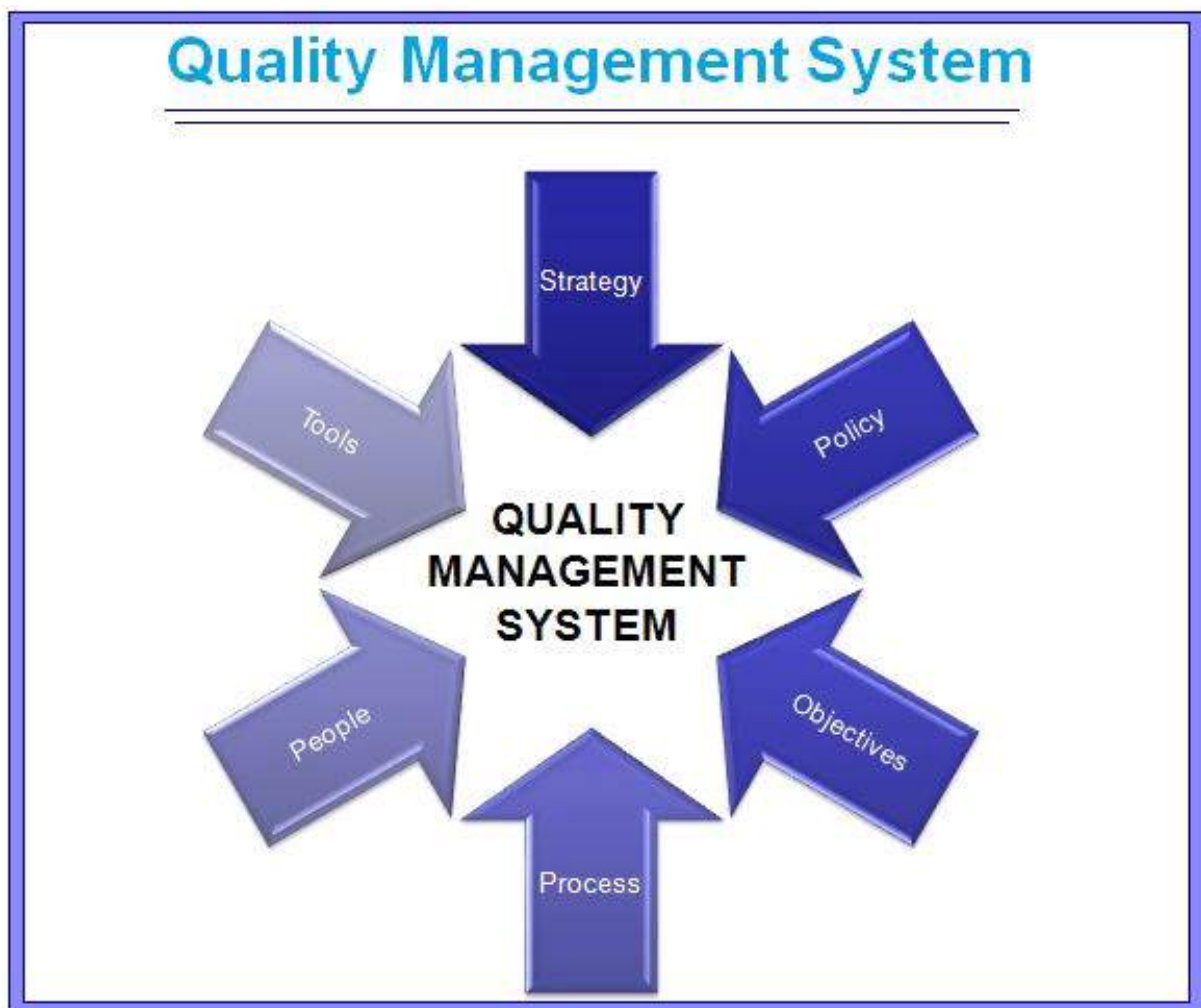 Quality Management System
Strategy
Tools
Policy
QUALITY
MANAGEMENT
SYSTEM
People
Objectives
Process